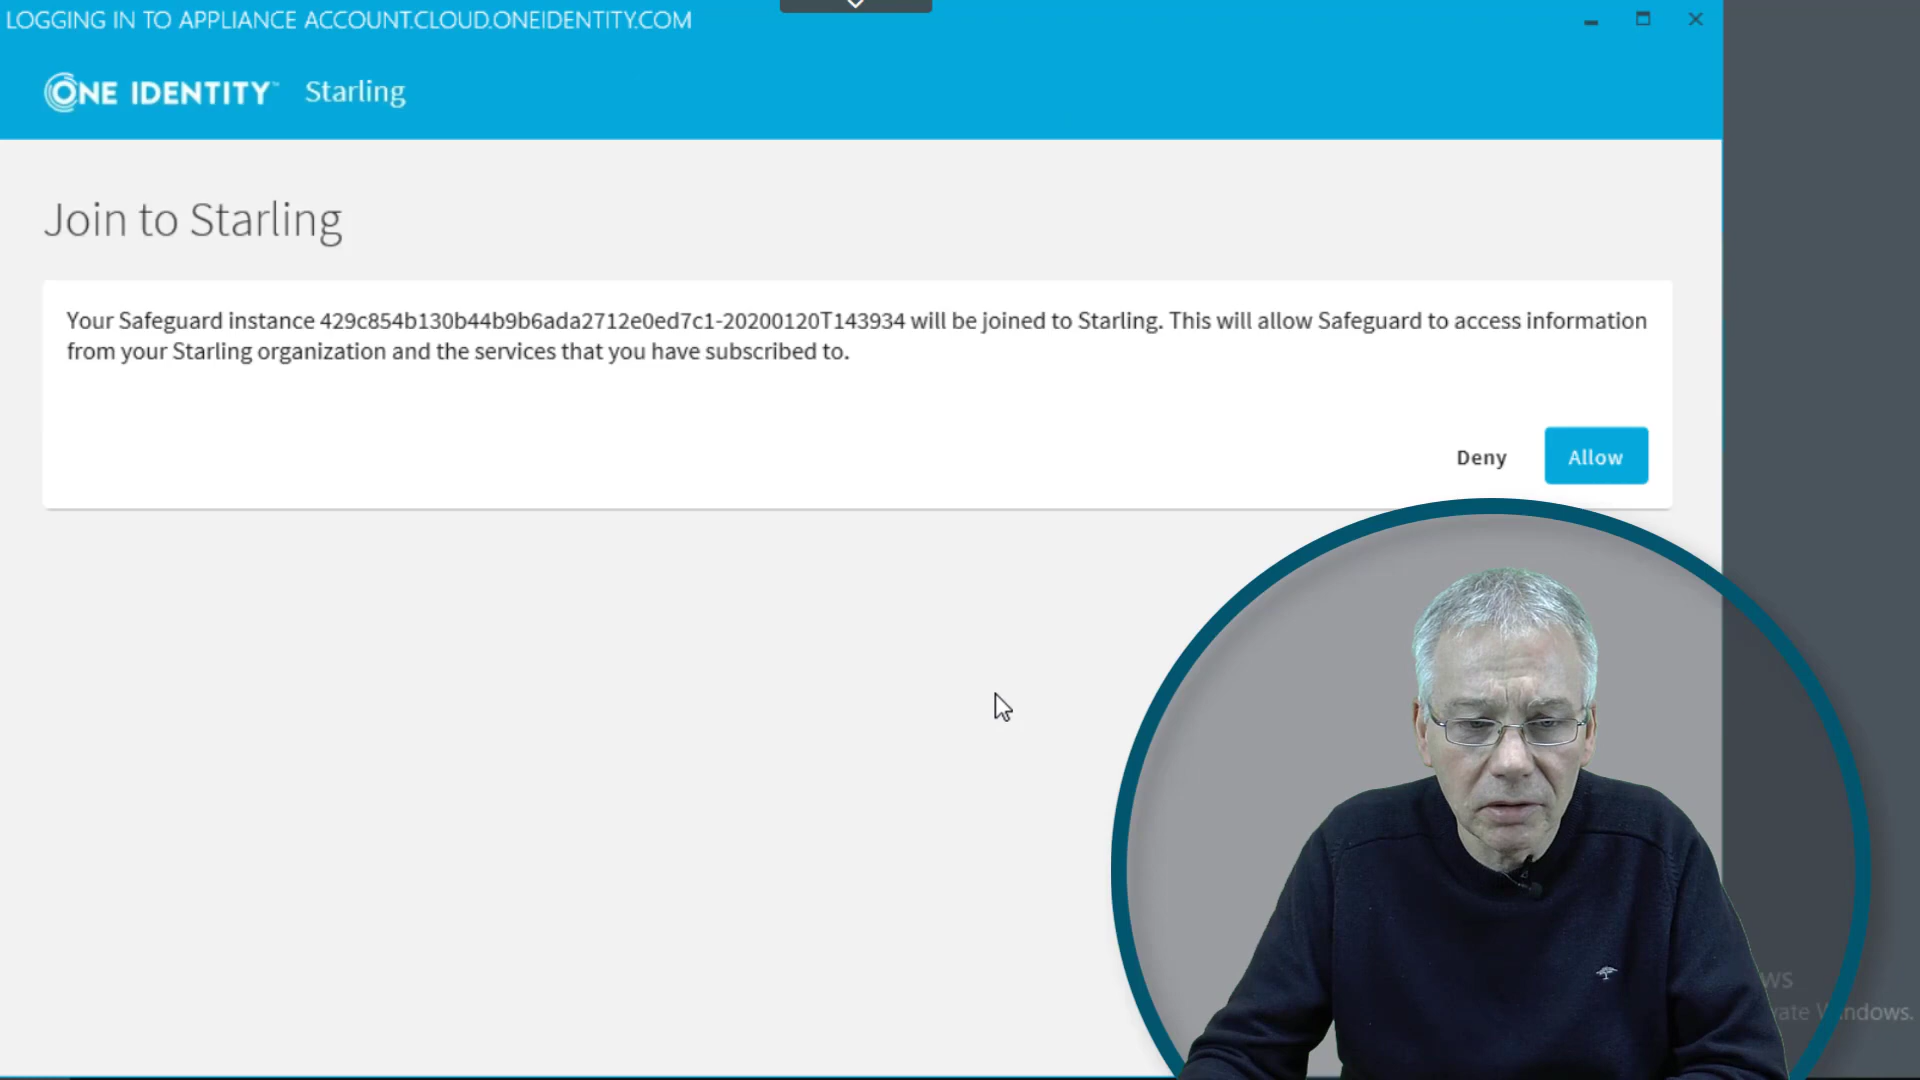 LOGGING IN TO APPLIANCE ACCOUNT.CLOUD.ONEIDENTITY.COM
ONE IDENTITY™ Starling
Join to Starling
Your Safeguard instance 429c854b130b44b9b6ada2712e0ed7c1-20200120T143934 will be joined to Starling. This will allow Safeguard to access information
from your Starling organization and the services that you have subscribed to.
Deny Allow